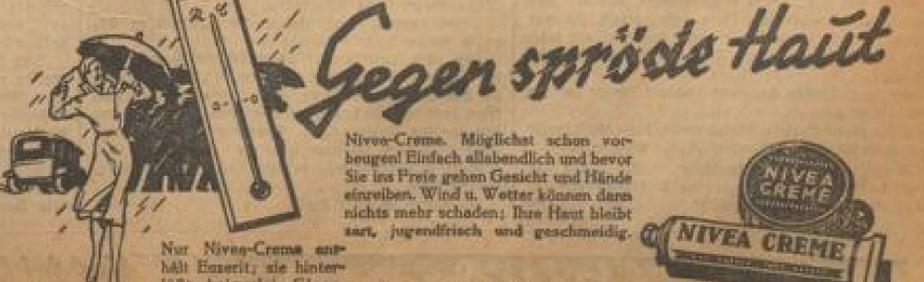 Gegen spröde Haut
R C
0 0
Nivea-Creme. Möglichst schon vor-
beugen! Einfach allabendlich und bevor
Sie ins Freie gehen Gesicht und Hände
einreiben. Wind u. Wetter können dann
nichts mehr schaden; Ihre Haut bleibt
zart, jugendfrisch und geschmeidig.
Nur Nivea-Creme ent-
hält Eucerit; sie hinter-
NIVEA
CREME
NIVEA CREME